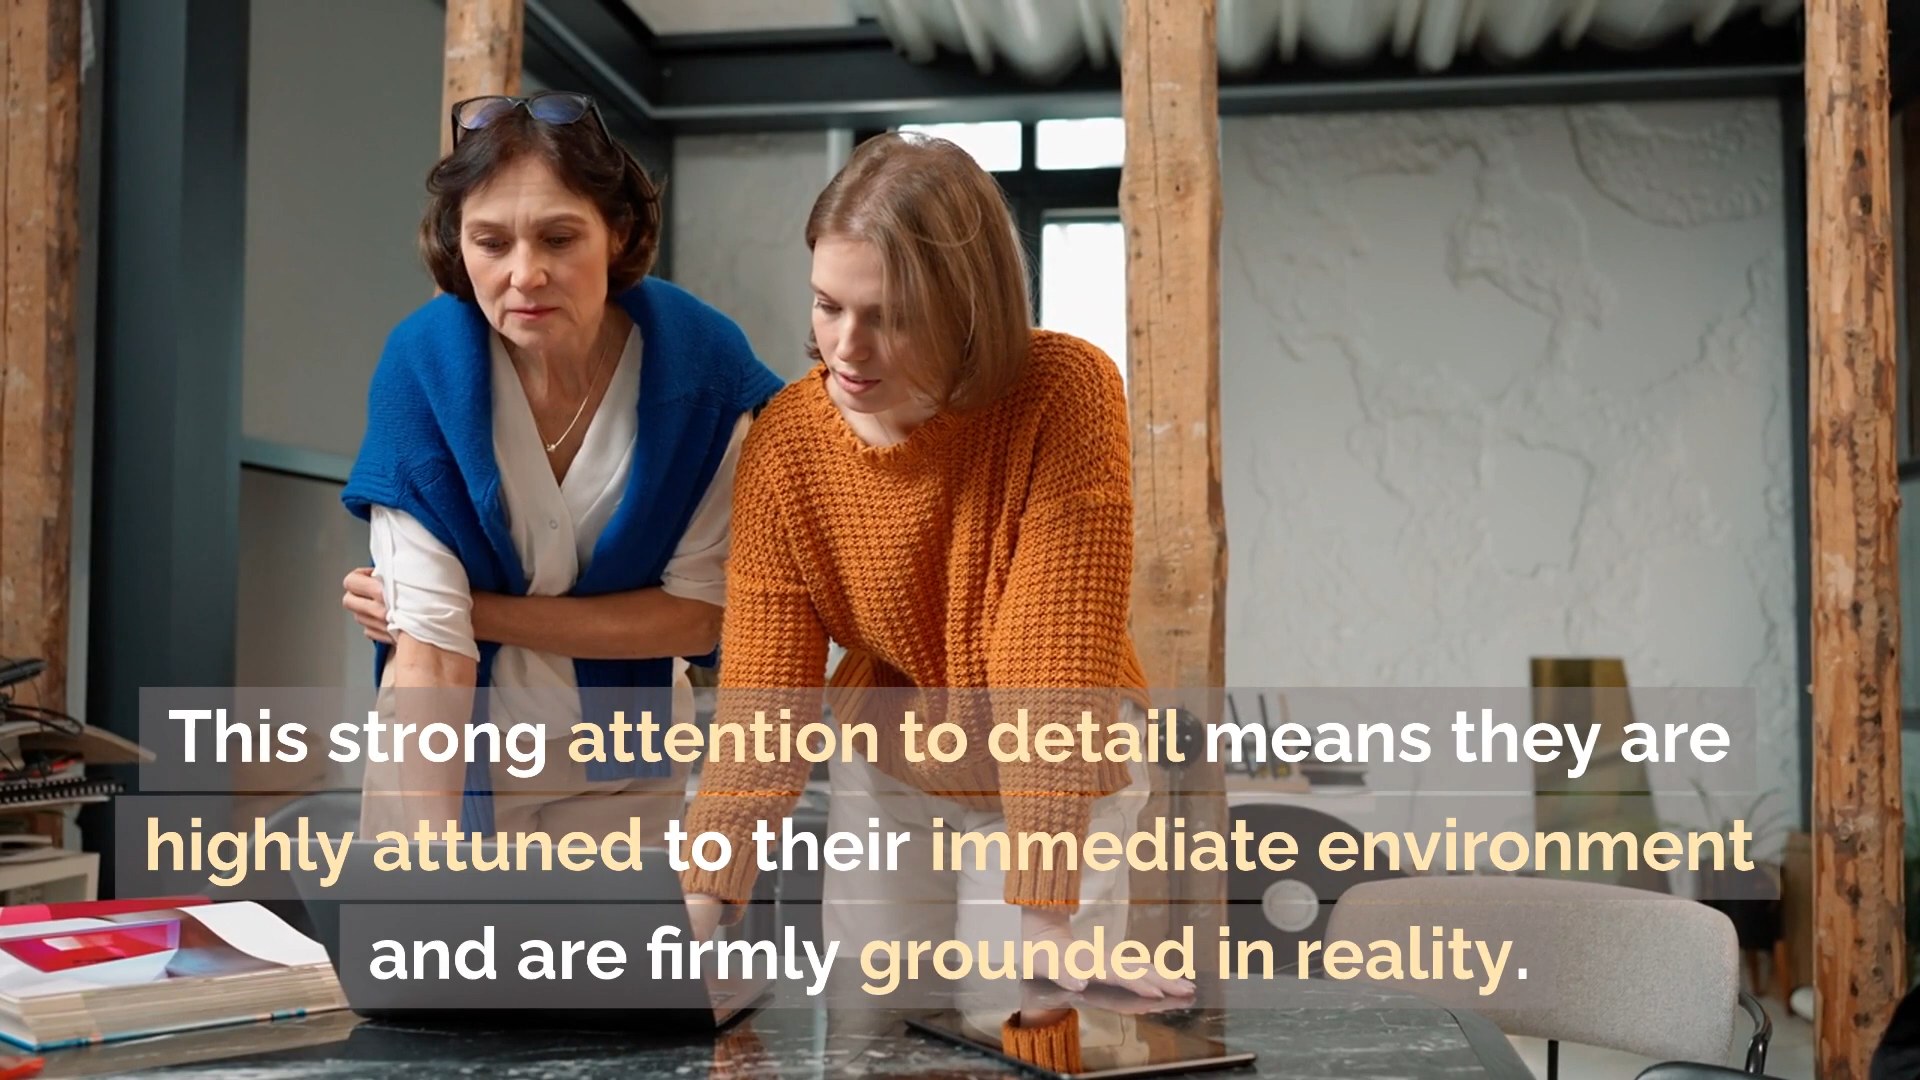 This strong attention to detail means they are
highly attuned to their immediate environment
and are firmly grounded in reality.